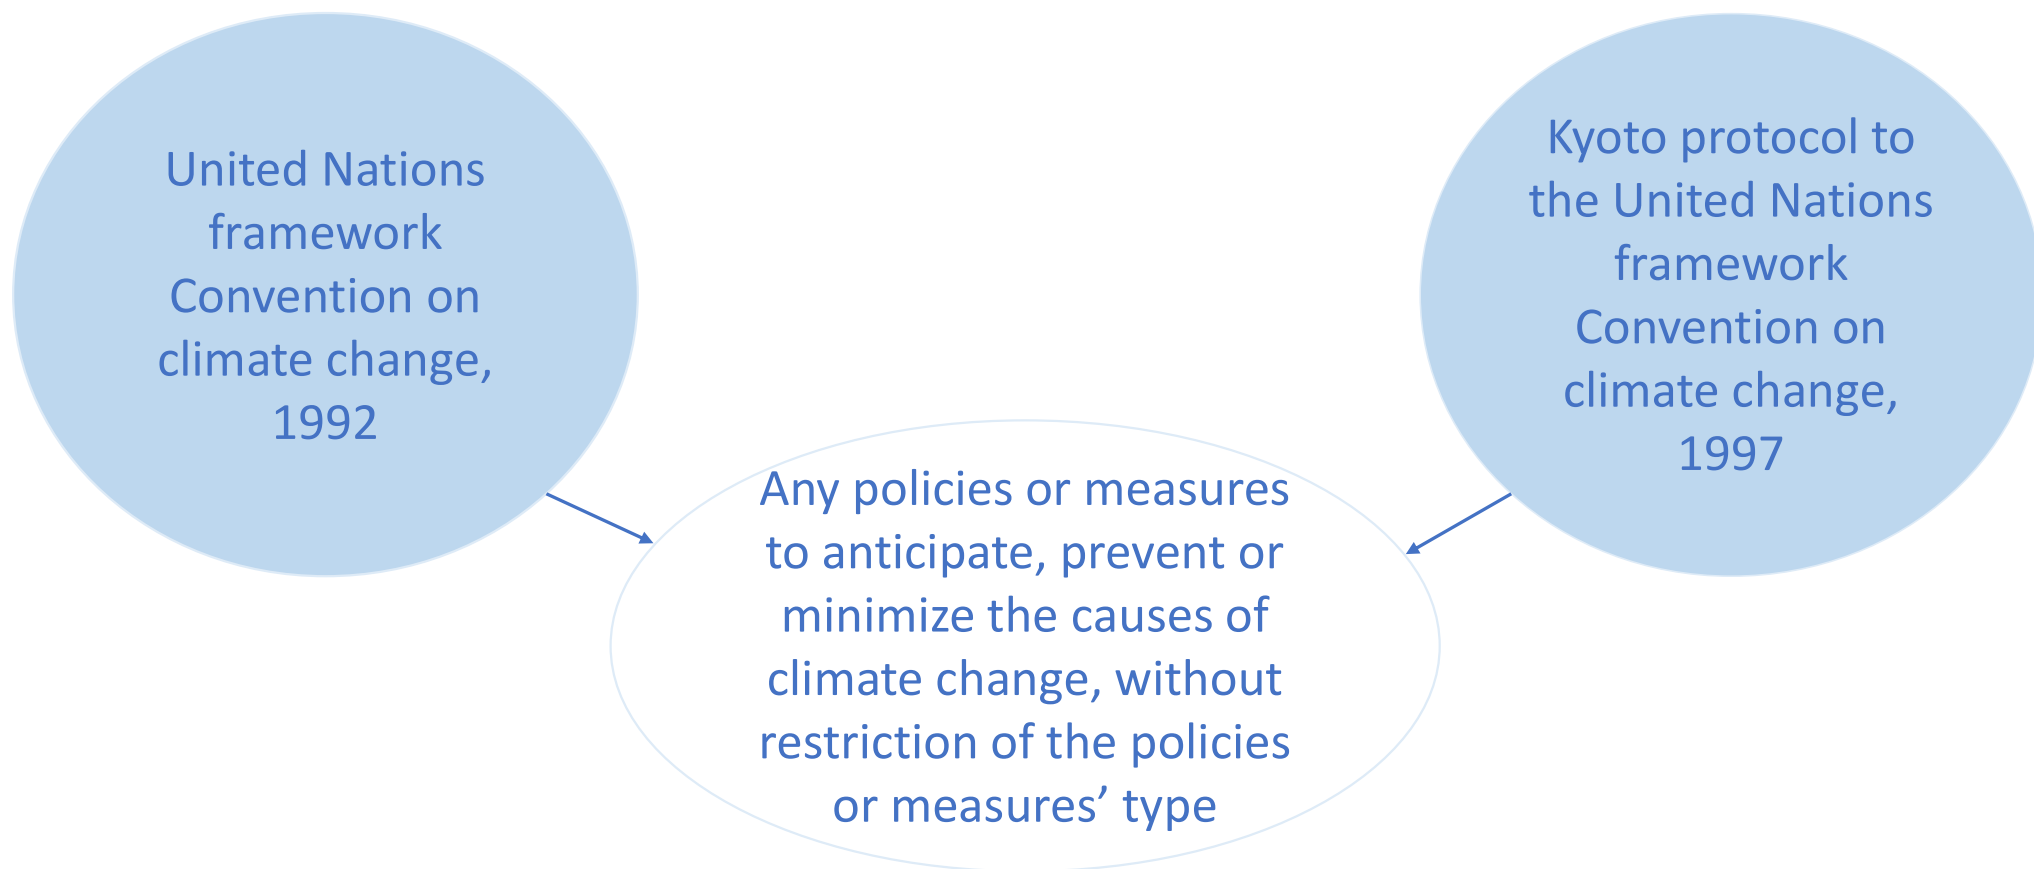 United Nations
framework
Convention on
climate change,
1992
Kyoto protocol to
the United Nations
framework
Convention on
climate change,
1997
Any policies or measures
to anticipate, prevent or
minimize the causes of
climate change, without
restriction of the policies
or measures’ type